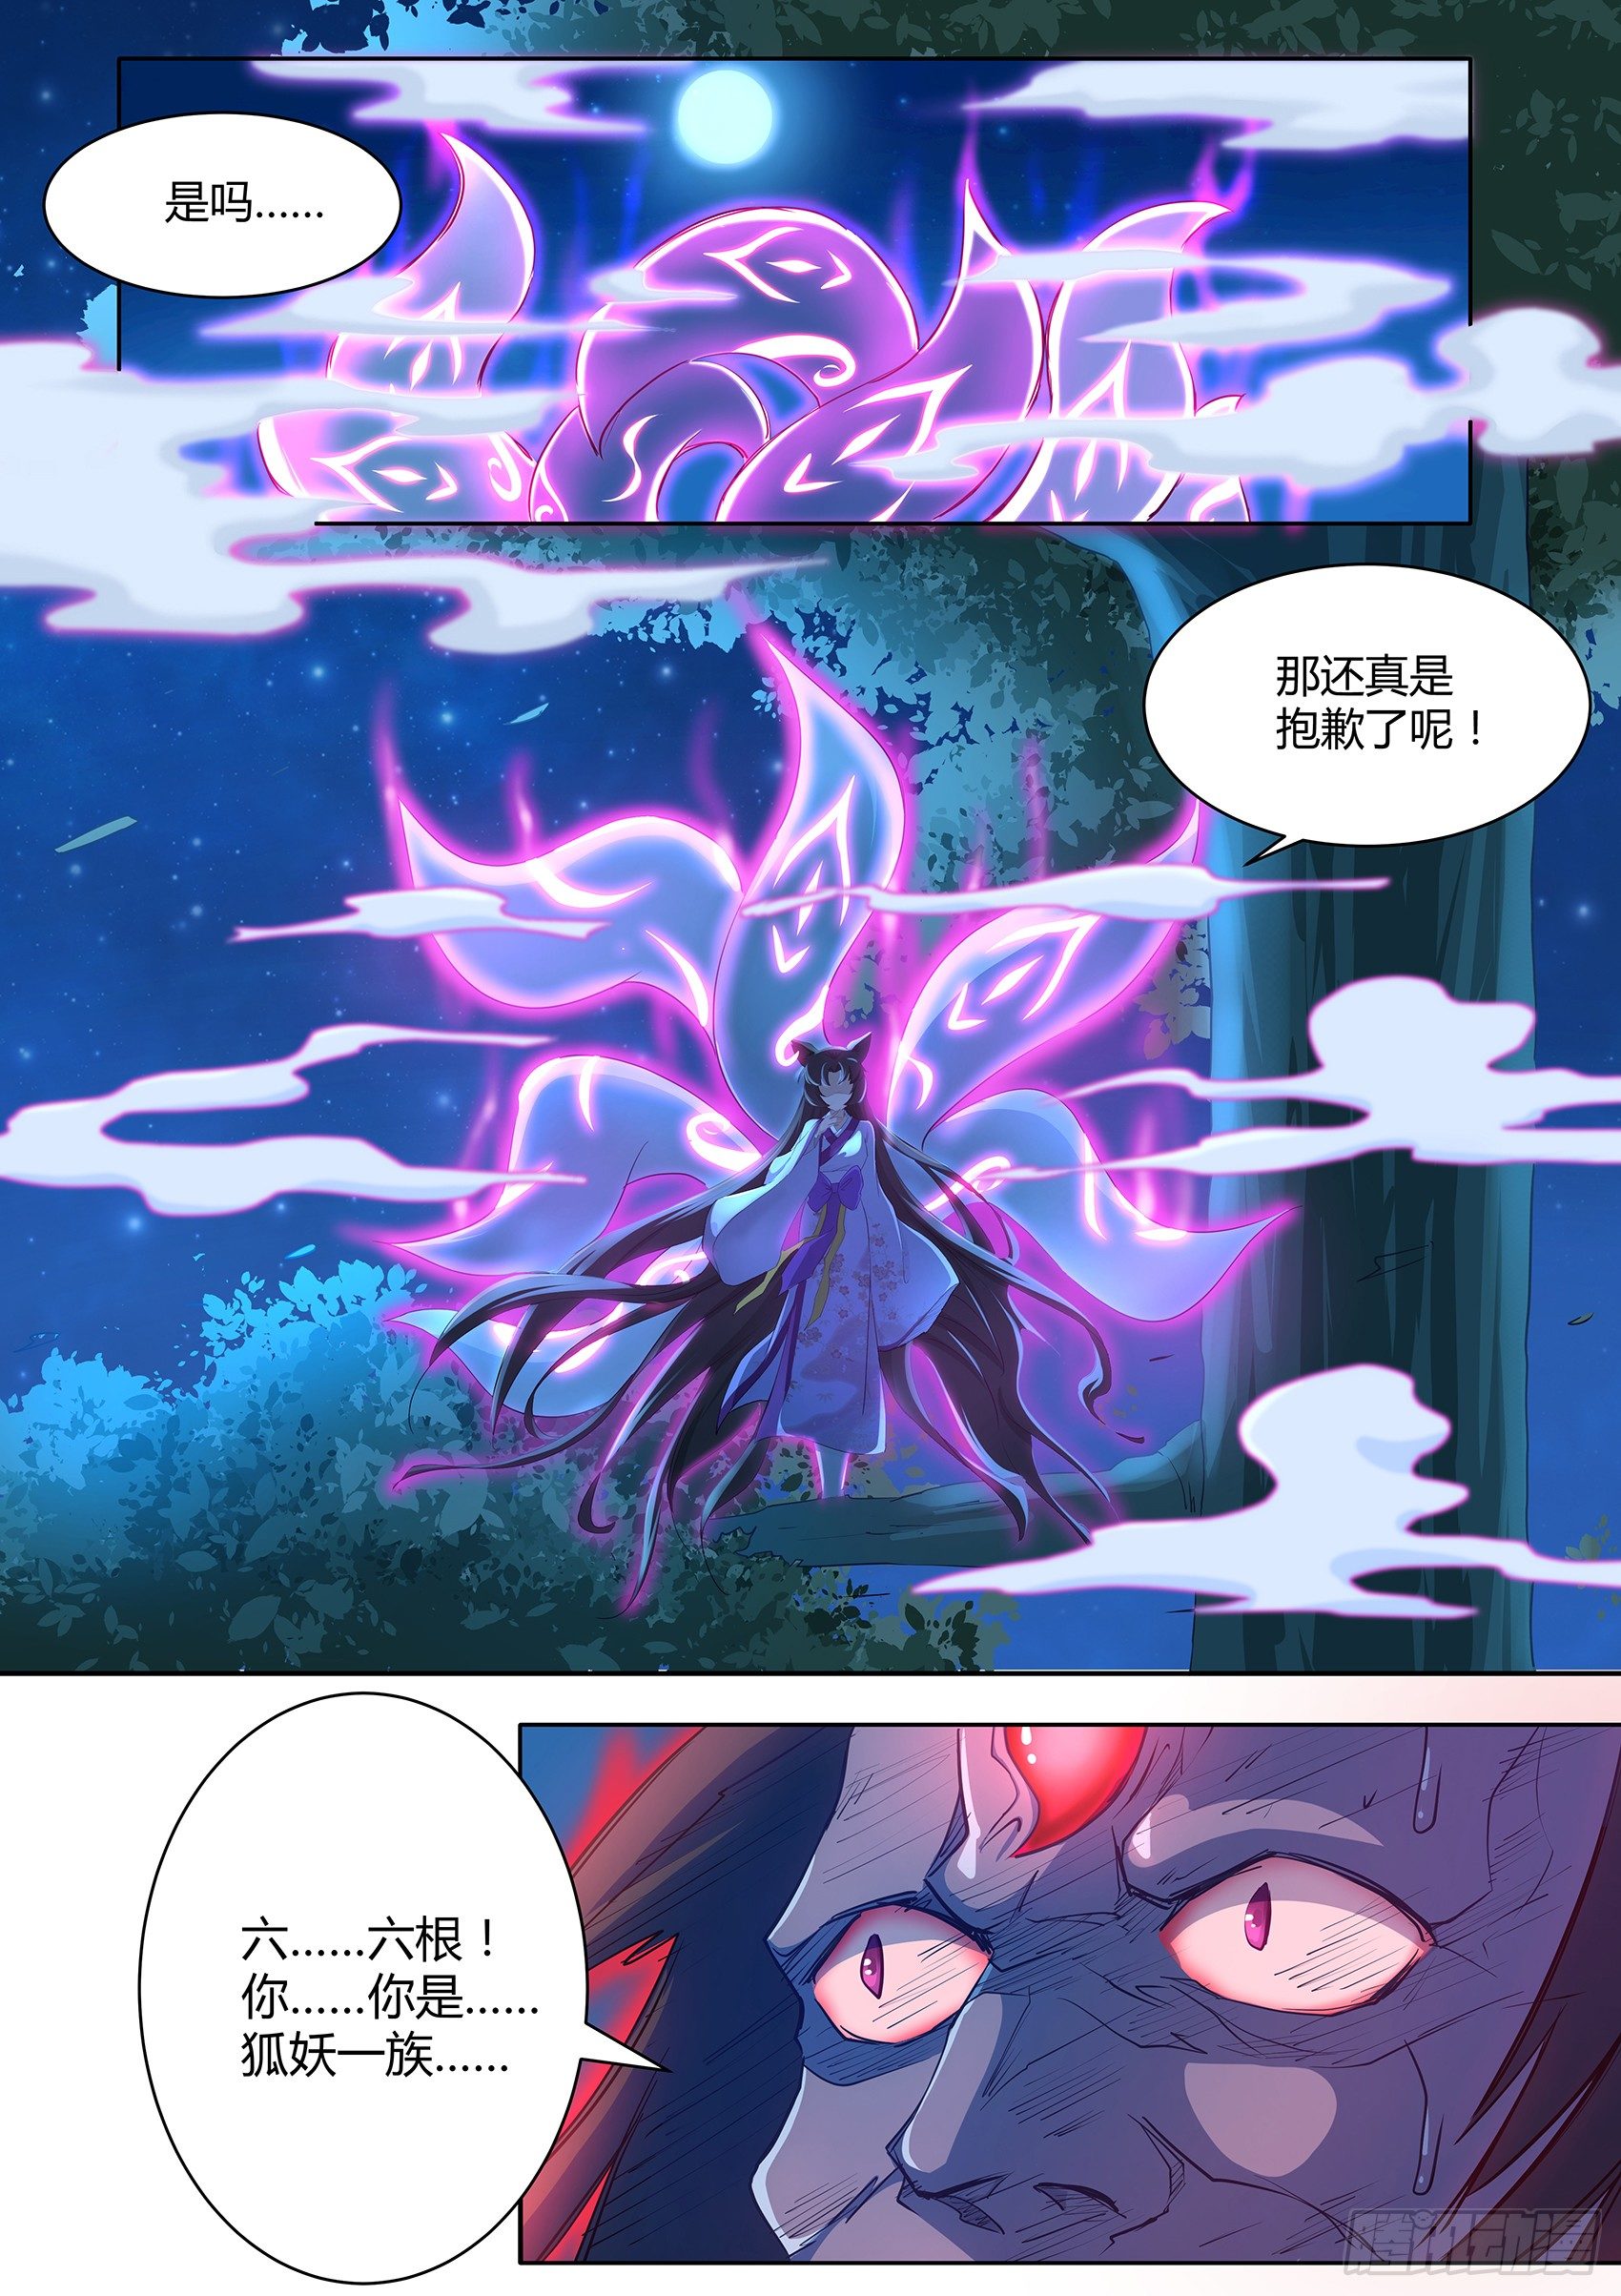 是吗……
那还真是
抱歉了呢！
六……六根！
你……你是……
狐妖一族……
腾讯动漫